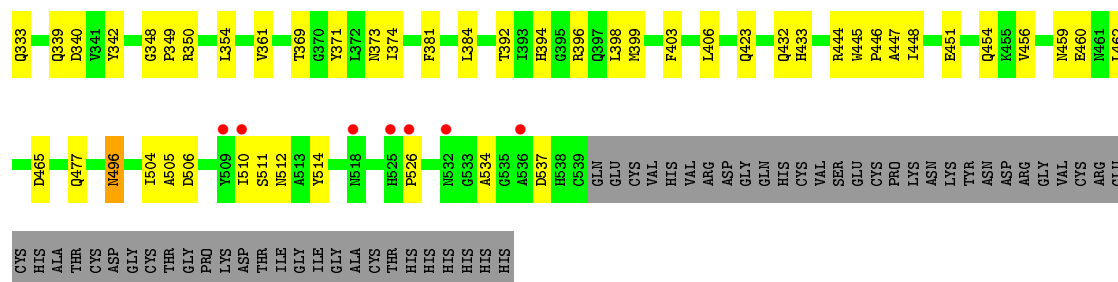 Q333 Q339 D340 V341 Y342 G348 P349 R350 L354 V361 T369 G370 Y371 L372 N373 I374 F381 L384 T392 I393 H394 G395 R396 Q397 L398 M399 F403 L406 Q423 Q432 H433 R444 W445 P446 A447 I448 E451 Q454 K455 V456 N459 E460 N461 L462
D465 Q477 N496 I504 A505 D506 Y509 I510 S511 N512 A513 Y514 N518 H525 P526 N532 G533 A534 G535 A536 D537 H538 C539 GLN GLU CYS VAL HIS VAL ARG ASP GLY GLN HIS CYS VAL SER GLU CYS PRO LYS ASN LYS TYR ASN ASP ARG GLY VAL CYS ARG GLU
CYS HIS ALA THR CYS ASP GLY CYS THR GLY PRO LYS ASP THR ILE GLY ILE GLY ALA CYS THR HIS HIS HIS HIS HIS HIS